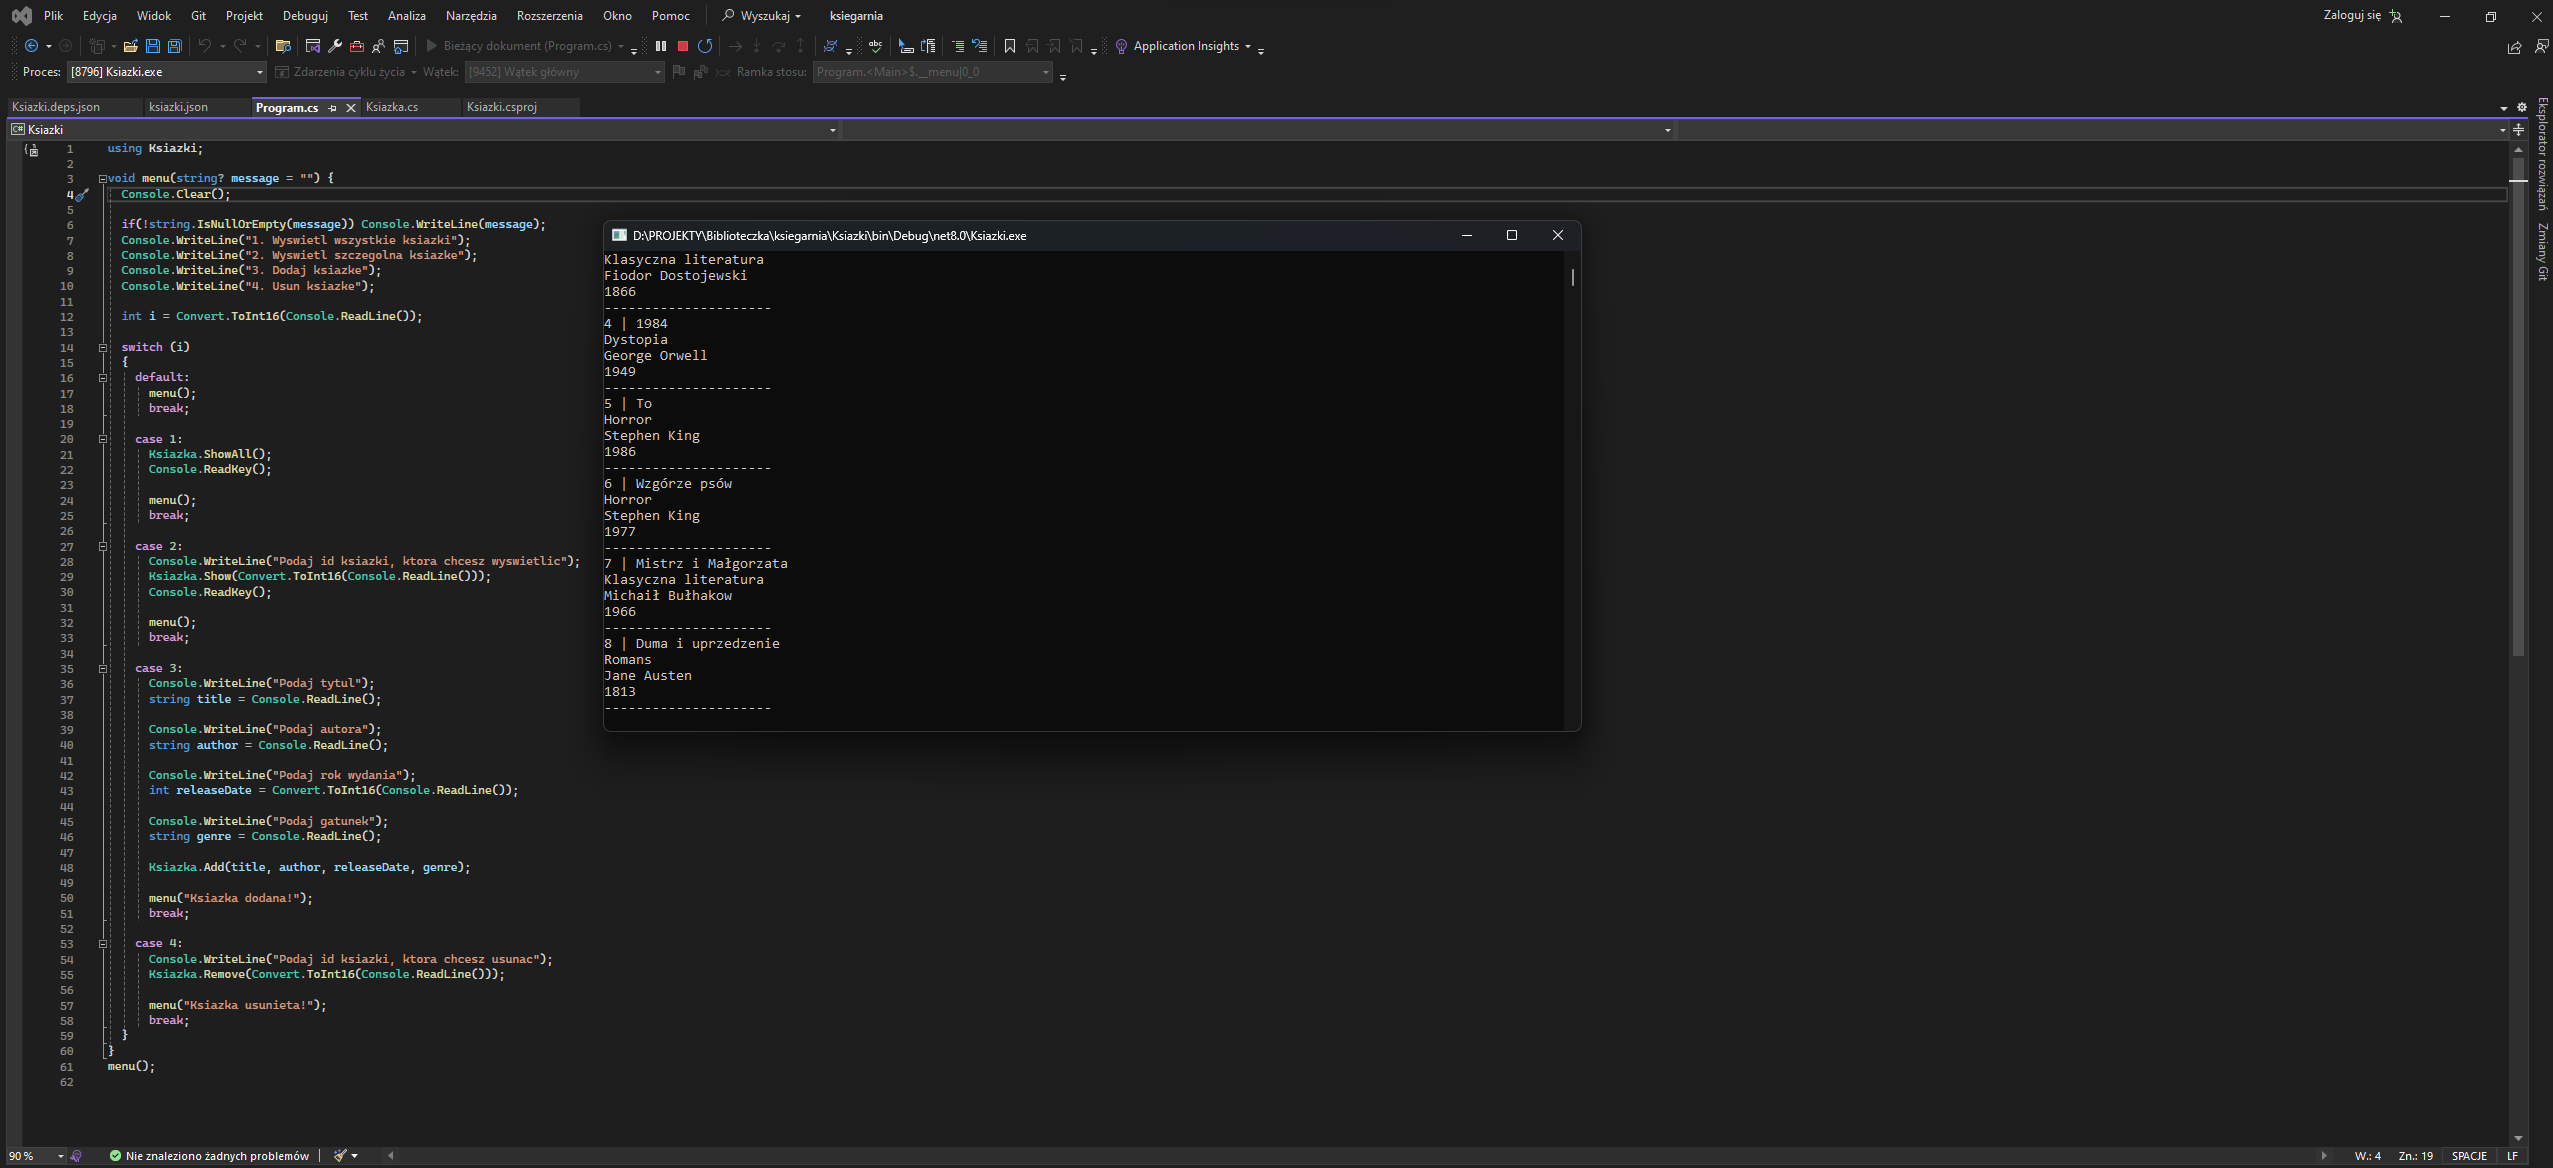 Plik Edycja Widok Git Projekt Debuguj Test Analiza Narzędzia Rozszerzenia Okno Pomoc Wyszukaj ksiegarnia Zaloguj się
Bieżący dokument (Program.cs) Application Insights
Proces: [8796] Ksiazki.exe Zdarzenia cyklu życia Wątek: [9452] Wątek główny Ramka stosu: Program.<Main>$.__menu|0_0
Ksiazki.deps.json ksiazki.json Program.cs Ksiazka.cs Ksiazki.csproj
C# Ksiazki
1 using Ksiazki;
2
3 void menu(string? message = "") {
4 Console.Clear();
5
6 if(!string.IsNullOrEmpty(message)) Console.WriteLine(message);
7 Console.WriteLine("1. Wyswietl wszystkie ksiazki");
8 Console.WriteLine("2. Wyswietl szczegolna ksiazke");
9 Console.WriteLine("3. Dodaj ksiazke");
10 Console.WriteLine("4. Usun ksiazke");
11
12 int i = Convert.ToInt16(Console.ReadLine());
13
14 switch (i)
15 {
16 default:
17 menu();
18 break;
19
20 case 1:
21 Ksiazka.ShowAll();
22 Console.ReadKey();
23
24 menu();
25 break;
26
27 case 2:
28 Console.WriteLine("Podaj id ksiazki, ktora chcesz wyswietlic");
29 Ksiazka.Show(Convert.ToInt16(Console.ReadLine()));
30 Console.ReadKey();
31
32 menu();
33 break;
34
35 case 3:
36 Console.WriteLine("Podaj tytul");
37 string title = Console.ReadLine();
38
39 Console.WriteLine("Podaj autora");
40 string author = Console.ReadLine();
41
42 Console.WriteLine("Podaj rok wydania");
43 int releaseDate = Convert.ToInt16(Console.ReadLine());
44
45 Console.WriteLine("Podaj gatunek");
46 string genre = Console.ReadLine();
47
48 Ksiazka.Add(title, author, releaseDate, genre);
49
50 menu("Ksiazka dodana!");
51 break;
52
53 case 4:
54 Console.WriteLine("Podaj id ksiazki, ktora chcesz usunac");
55 Ksiazka.Remove(Convert.ToInt16(Console.ReadLine()));
56
57 menu("Ksiazka usunieta!");
58 break;
59 }
60 }
61 menu();
62
D:\PROJEKTY\Biblioteczka\ksiegarnia\Ksiazki\bin\Debug\net8.0\Ksiazki.exe
Klasyczna literatura
Fiodor Dostojewski
1866
---------------------
4 | 1984
Dystopia
George Orwell
1949
---------------------
5 | To
Horror
Stephen King
1986
---------------------
6 | Wzgórze psów
Horror
Stephen King
1977
---------------------
7 | Mistrz i Małgorzata
Klasyczna literatura
Michaił Bułhakow
1966
---------------------
8 | Duma i uprzedzenie
Romans
Jane Austen
1813
---------------------
Eksplorator rozwiązań
Zmiany Git
90 % Nie znaleziono żadnych problemów W.: 4 Zn.: 19 SPACJE LF